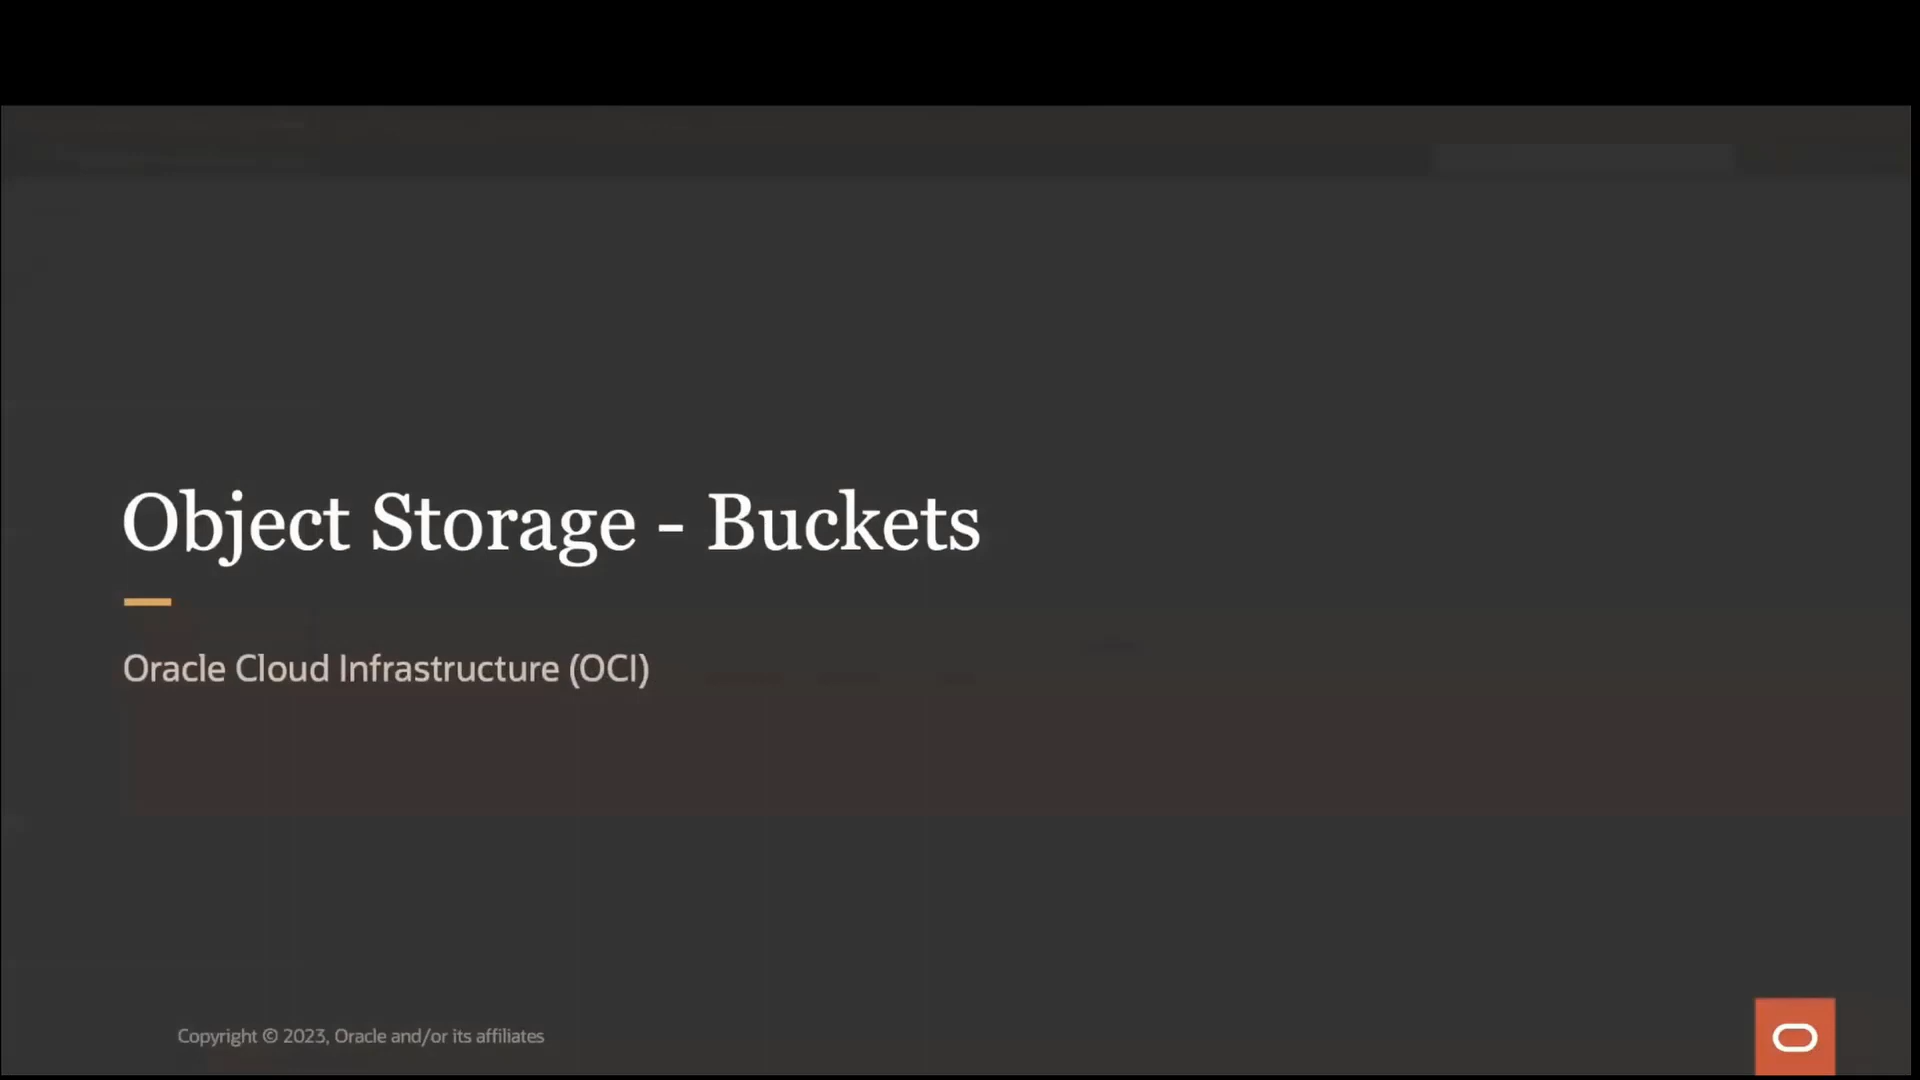 Object Storage - Buckets
Oracle Cloud Infrastructure (OCI)
Copyright © 2023, Oracle and/or its affiliates